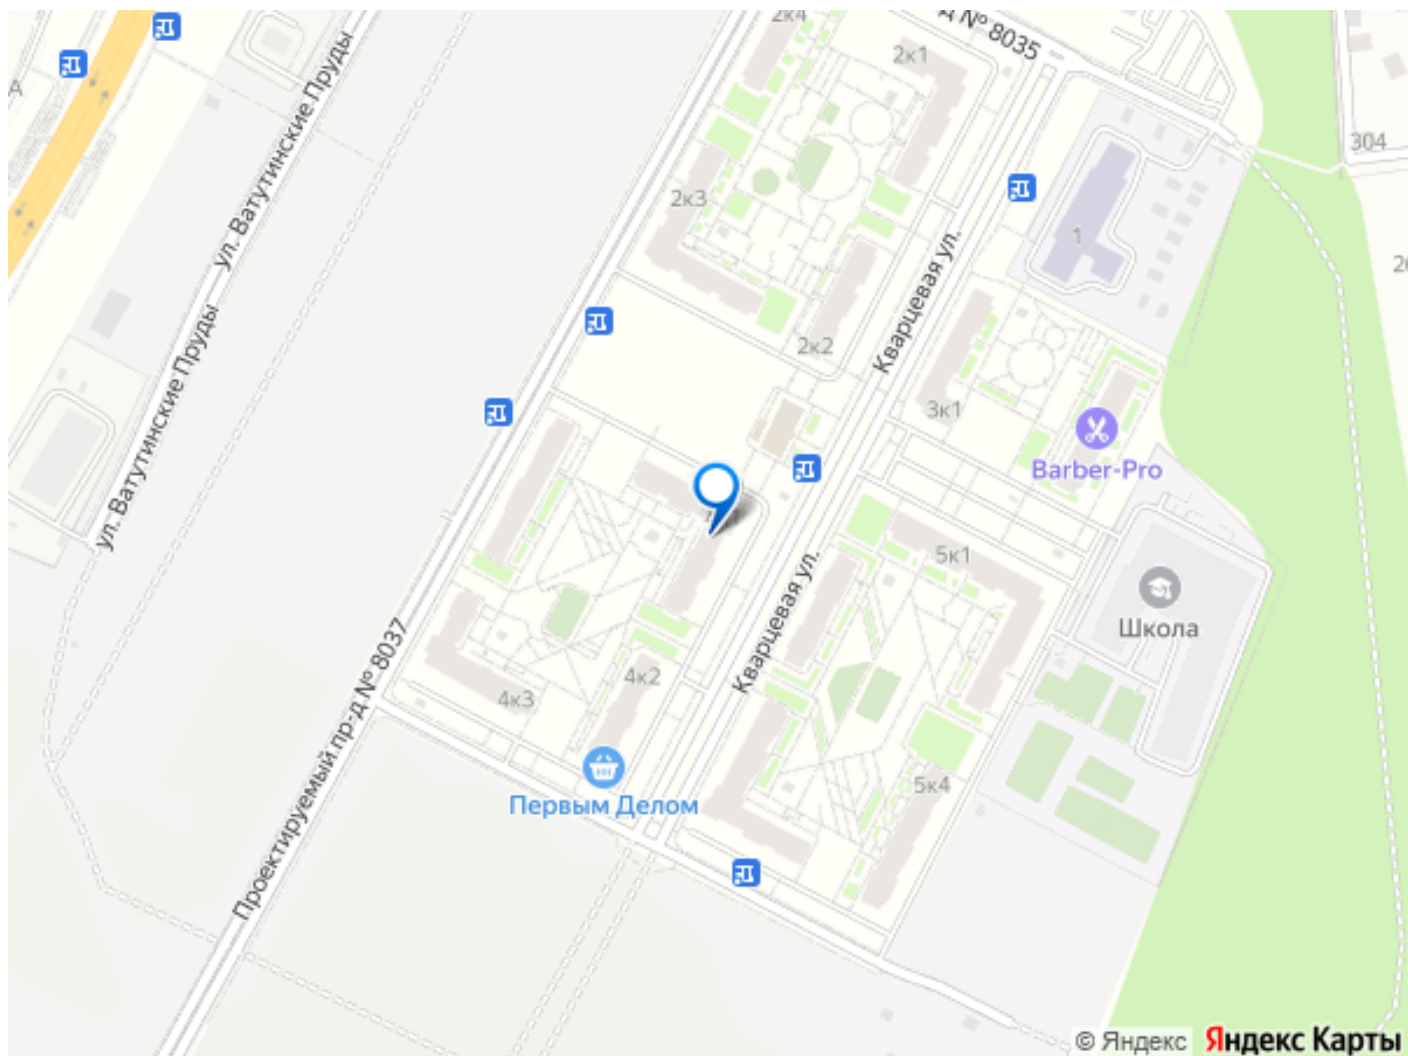 2к4
д № 8035
2к1
А
ул. Ватутинские Пруды
304
2к3
1
Кварцевая ул.
ул. Ватутинские Пруды
2к2
3к1
Barber-Pro
5к1
Кварцевая ул.
Школа
Проектируемый пр-д № 8037
4к2
4к3
5к4
Первым Делом
© Яндекс Яндекс Карты